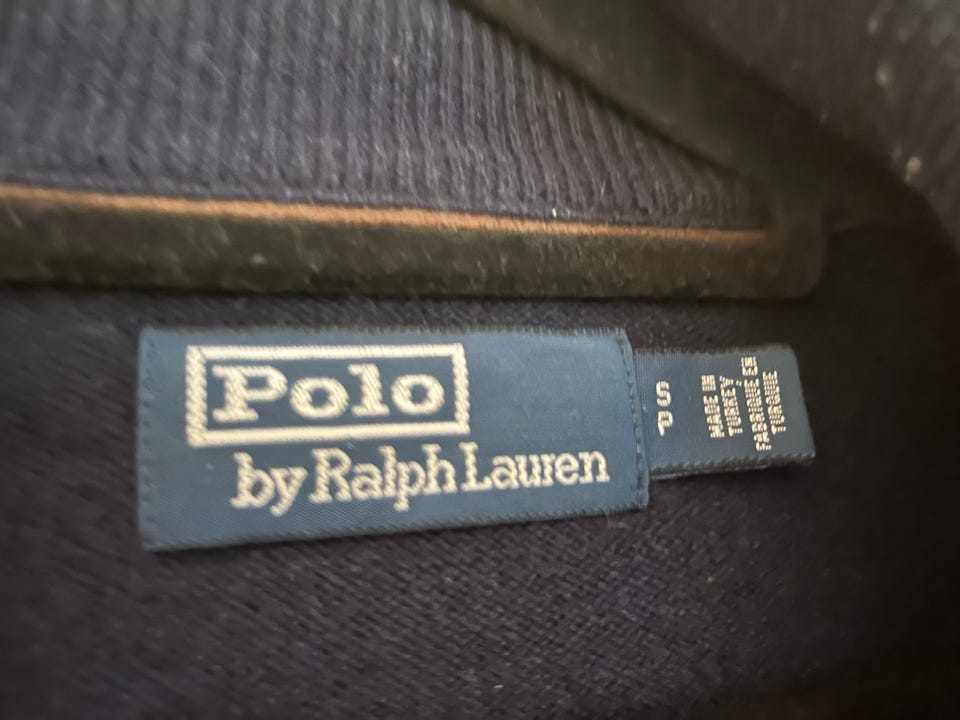 Polo
by Ralph Lauren
S
P
MADE IN
TURKEY
FABRIQUE EN
TURQUIE